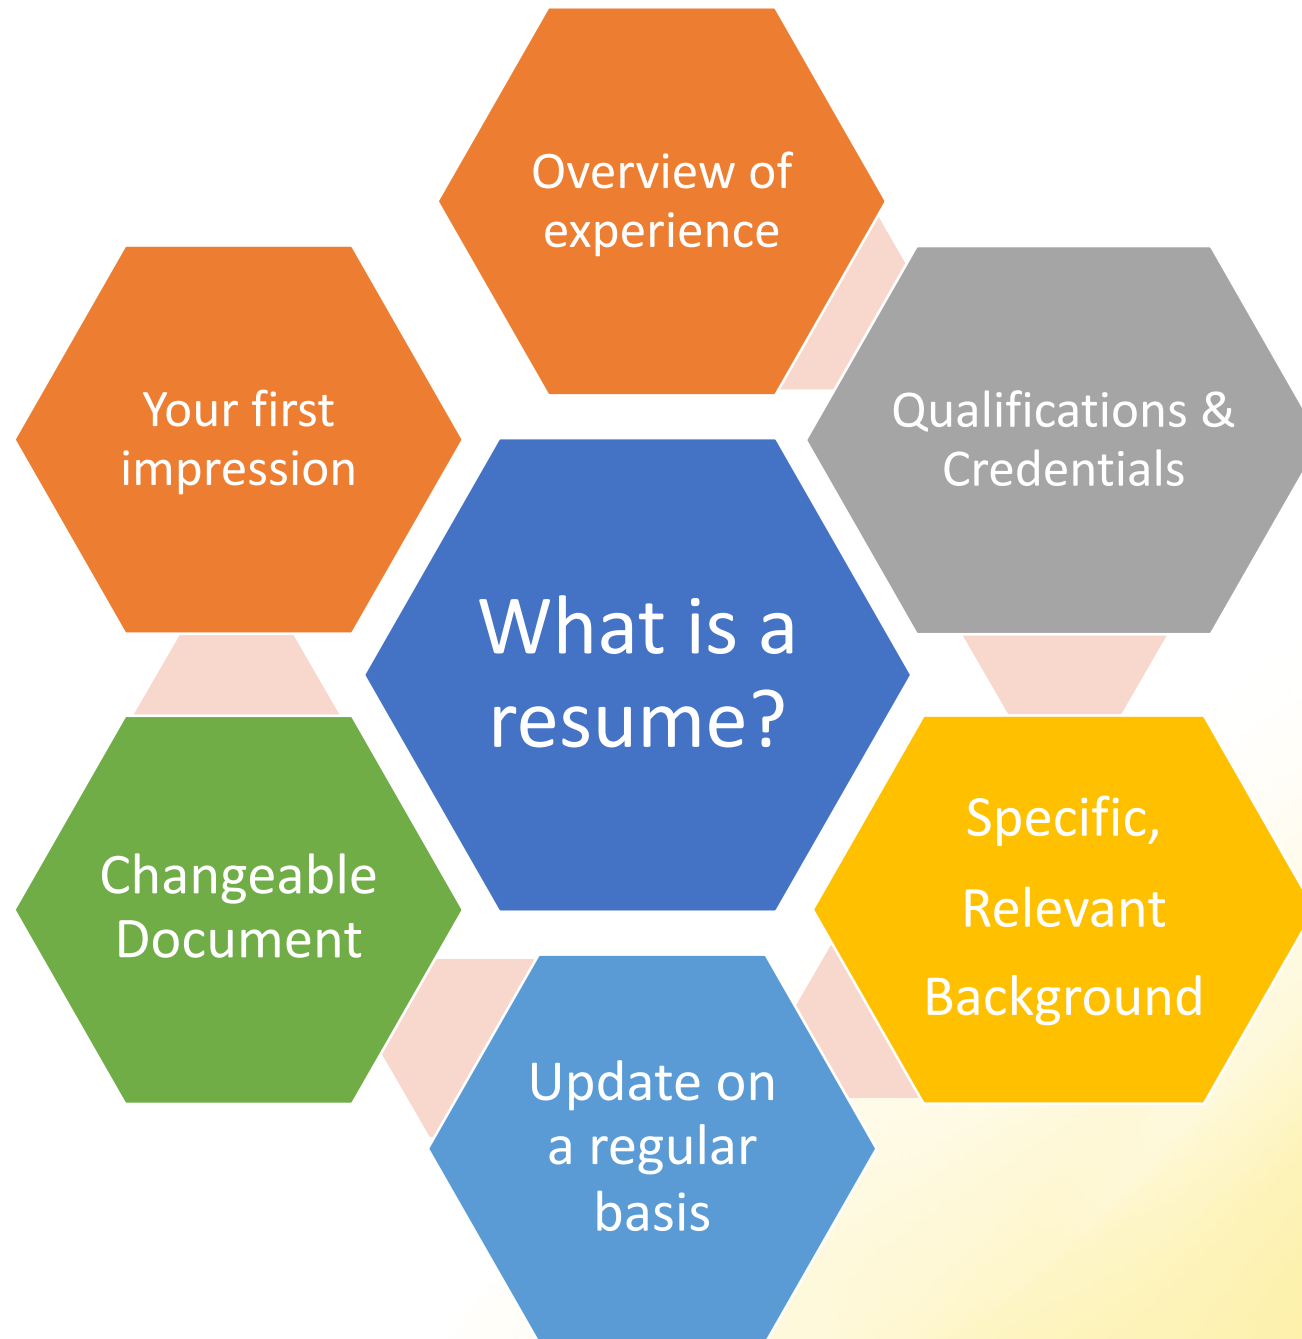 Overview of
experience
Your first
impression
Qualifications &
Credentials
What is a
resume?
Changeable
Document
Specific,
Relevant
Background
Update on
a regular
basis